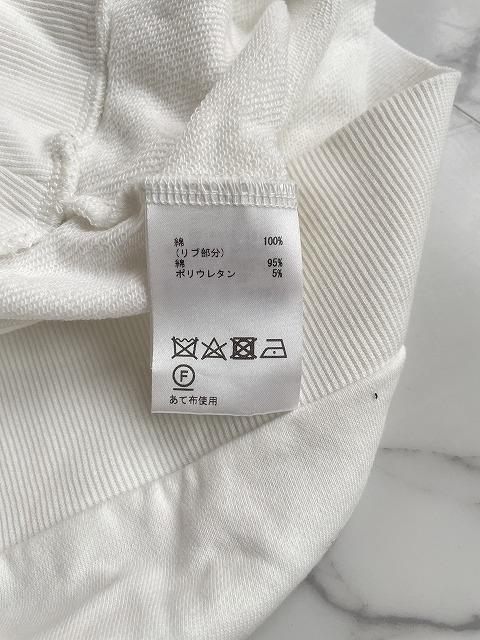 綿 100%
(リブ部分)
綿 95%
ポリウレタン 5%
F
あて布使用